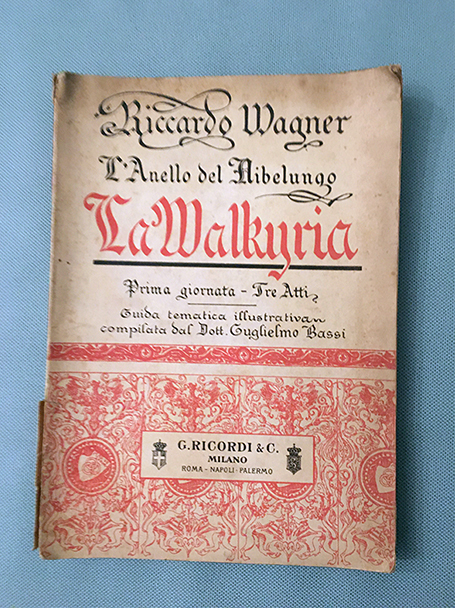 Riccardo Wagner
L'Anello del Nibelungo
La Walkyria
Prima giornata - Tre Atti
Guida tematica illustrativa
compilata dal Dott. Guglielmo Bassi
G. RICORDI & C.
MILANO
ROMA - NAPOLI - PALERMO